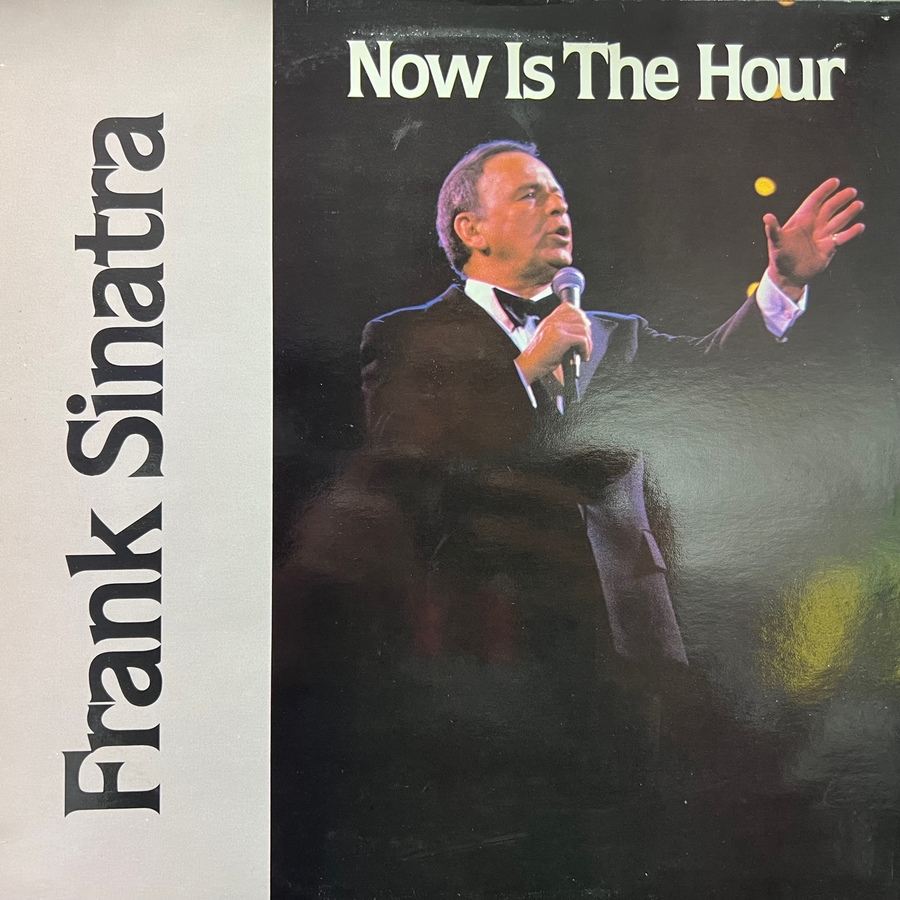 Now Is The Hour
Frank Sinatra